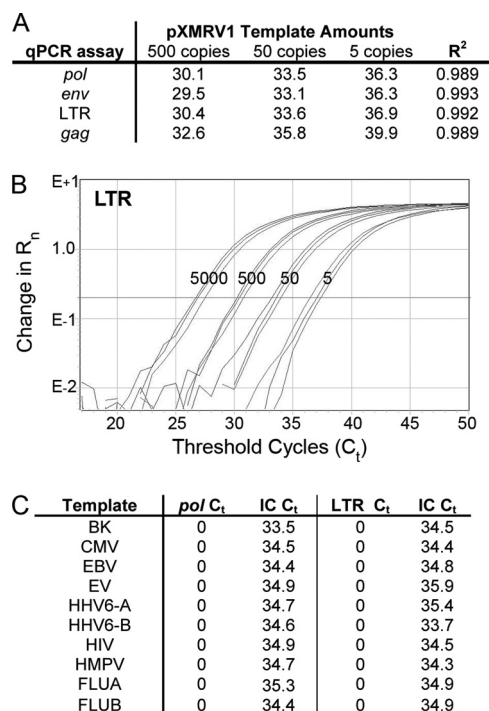 A
pXMRV1 Template Amounts
qPCR assay 500 copies 50 copies 5 copies R²
pol 30.1 33.5 36.3 0.989
env 29.5 33.1 36.3 0.993
LTR 30.4 33.6 36.9 0.992
gag 32.6 35.8 39.9 0.989
B
LTR
E+1
1.0
E-1
E-2
Change in Rn
5000 500 50 5
20 25 30 35 40 45 50
Threshold Cycles (Ct)
C
Template pol Ct IC Ct LTR Ct IC Ct
BK 0 33.5 0 34.5
CMV 0 34.5 0 34.4
EBV 0 34.4 0 34.8
EV 0 34.9 0 35.9
HHV6-A 0 34.7 0 35.4
HHV6-B 0 34.6 0 33.7
HIV 0 34.9 0 34.5
HMPV 0 34.7 0 34.3
FLUA 0 35.3 0 34.9
FLUB 0 34.4 0 34.9